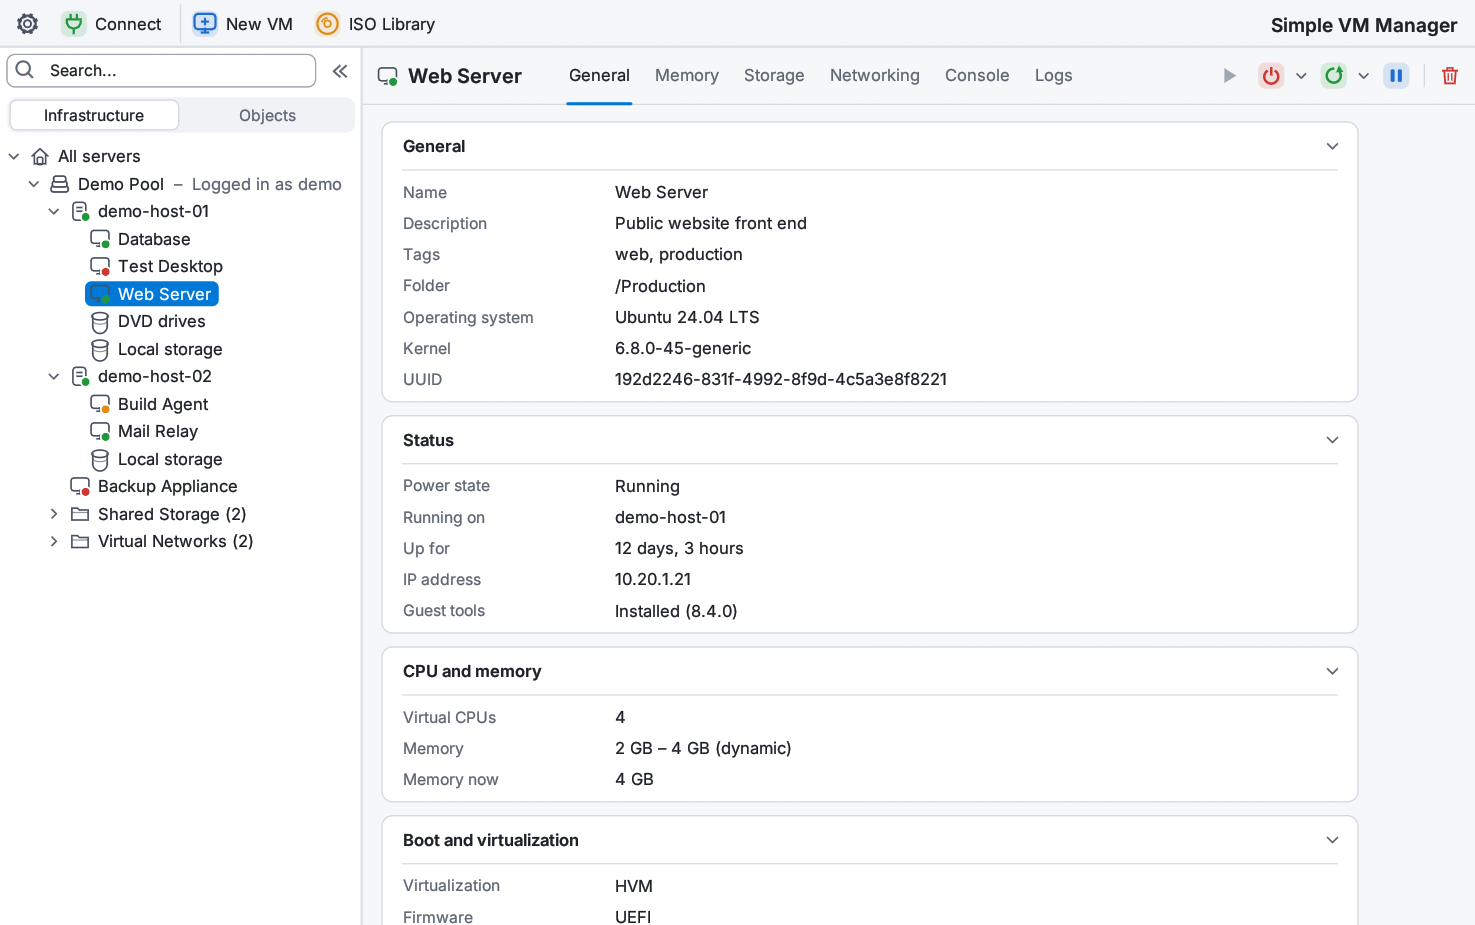 Connect
New VM
ISO Library
Simple VM Manager
Search...
Infrastructure
Objects
All servers
Demo Pool – Logged in as demo
demo-host-01
Database
Test Desktop
Web Server
DVD drives
Local storage
demo-host-02
Build Agent
Mail Relay
Local storage
Backup Appliance
Shared Storage (2)
Virtual Networks (2)
Web Server
General
Memory
Storage
Networking
Console
Logs
General
Name Web Server
Description Public website front end
Tags web, production
Folder /Production
Operating system Ubuntu 24.04 LTS
Kernel 6.8.0-45-generic
UUID 192d2246-831f-4992-8f9d-4c5a3e8f8221
Status
Power state Running
Running on demo-host-01
Up for 12 days, 3 hours
IP address 10.20.1.21
Guest tools Installed (8.4.0)
CPU and memory
Virtual CPUs 4
Memory 2 GB – 4 GB (dynamic)
Memory now 4 GB
Boot and virtualization
Virtualization HVM
Firmware UEFI